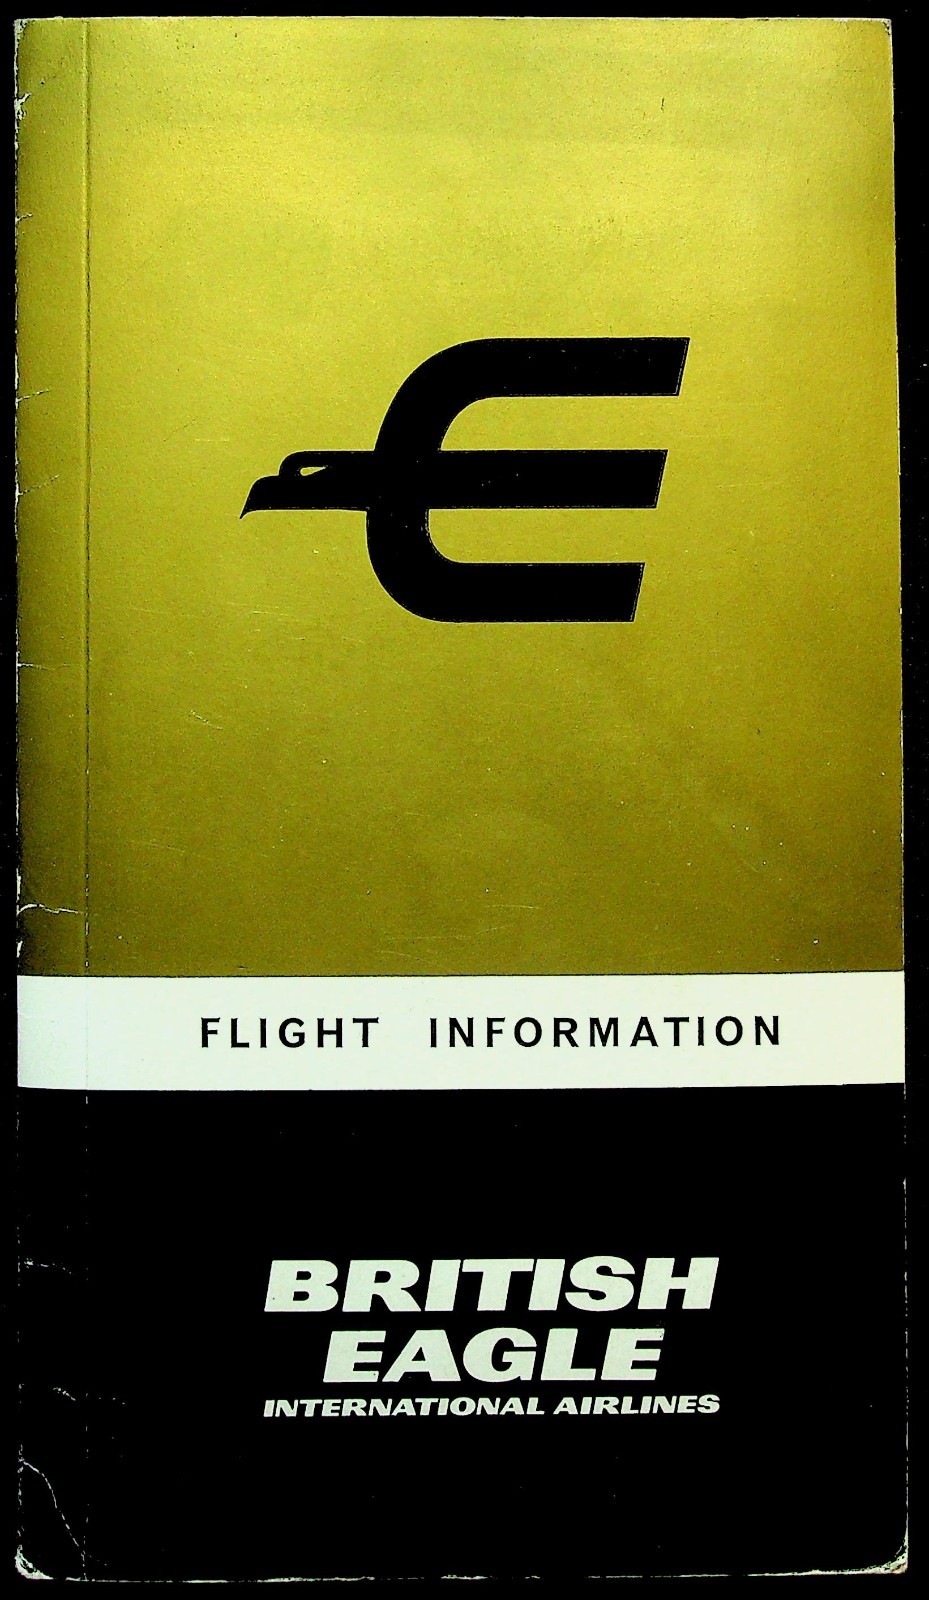 FLIGHT INFORMATION
BRITISH
EAGLE
INTERNATIONAL AIRLINES